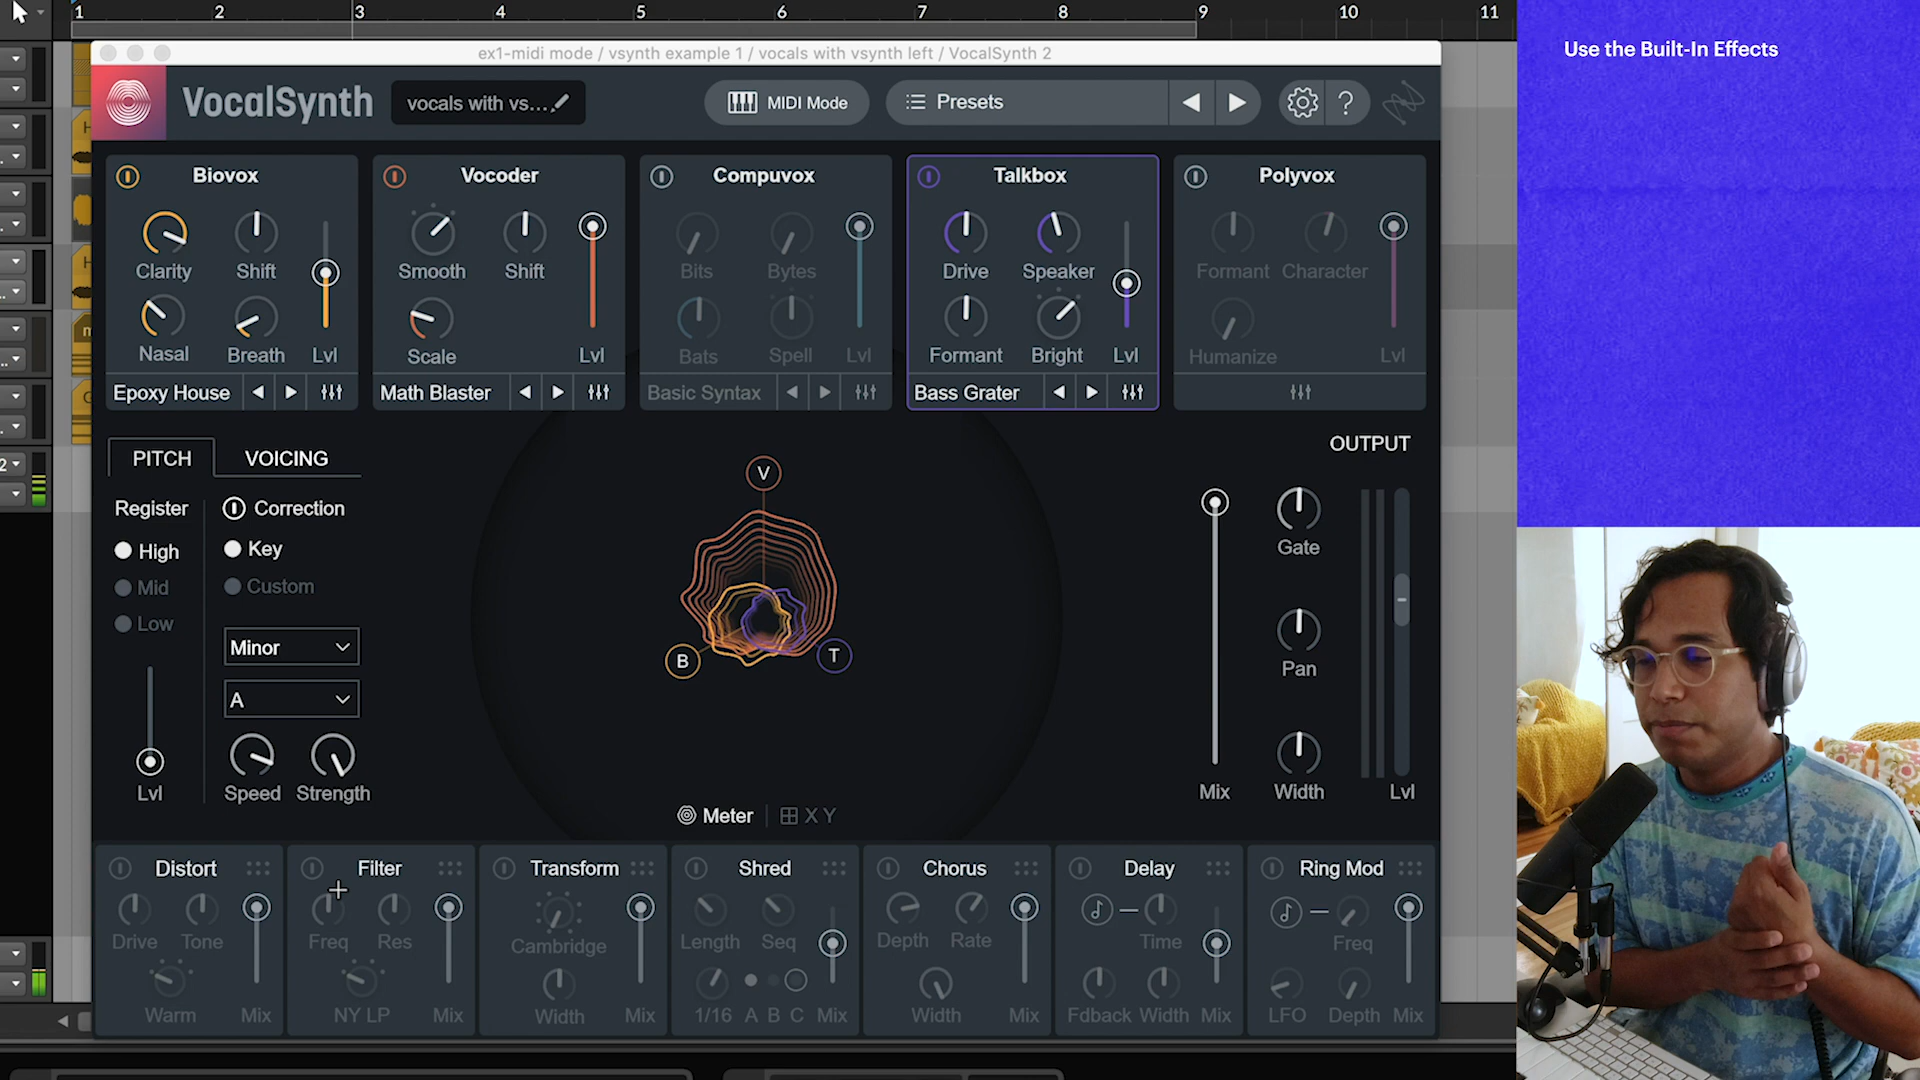 1 2 3 4 5 6 7 8 9 10 11
ex1-midi mode / vsynth example 1 / vocals with vsynth left / VocalSynth 2
Use the Built-In Effects
VocalSynth vocals with vs... MIDI Mode Presets ?
Biovox Vocoder Compuvox Talkbox Polyvox
Clarity Shift Smooth Shift Bits Bytes Drive Speaker Formant Character
Nasal Breath Lvl Scale Lvl Bats Spell Lvl Formant Bright Lvl Humanize Lvl
Epoxy House Math Blaster Basic Syntax Bass Grater
PITCH VOICING OUTPUT
Register Correction
High Key
Mid Custom
Low
Minor
A
Lvl Speed Strength
V
B T
Gate
Pan
Mix Width Lvl
Meter X Y
Distort Filter Transform Shred Chorus Delay Ring Mod
Drive Tone Freq Res Cambridge Length Seq Depth Rate Time Freq
Warm Mix NY LP Mix Width Mix 1/16 A B C Mix Width Mix Fdback Width Mix LFO Depth Mix